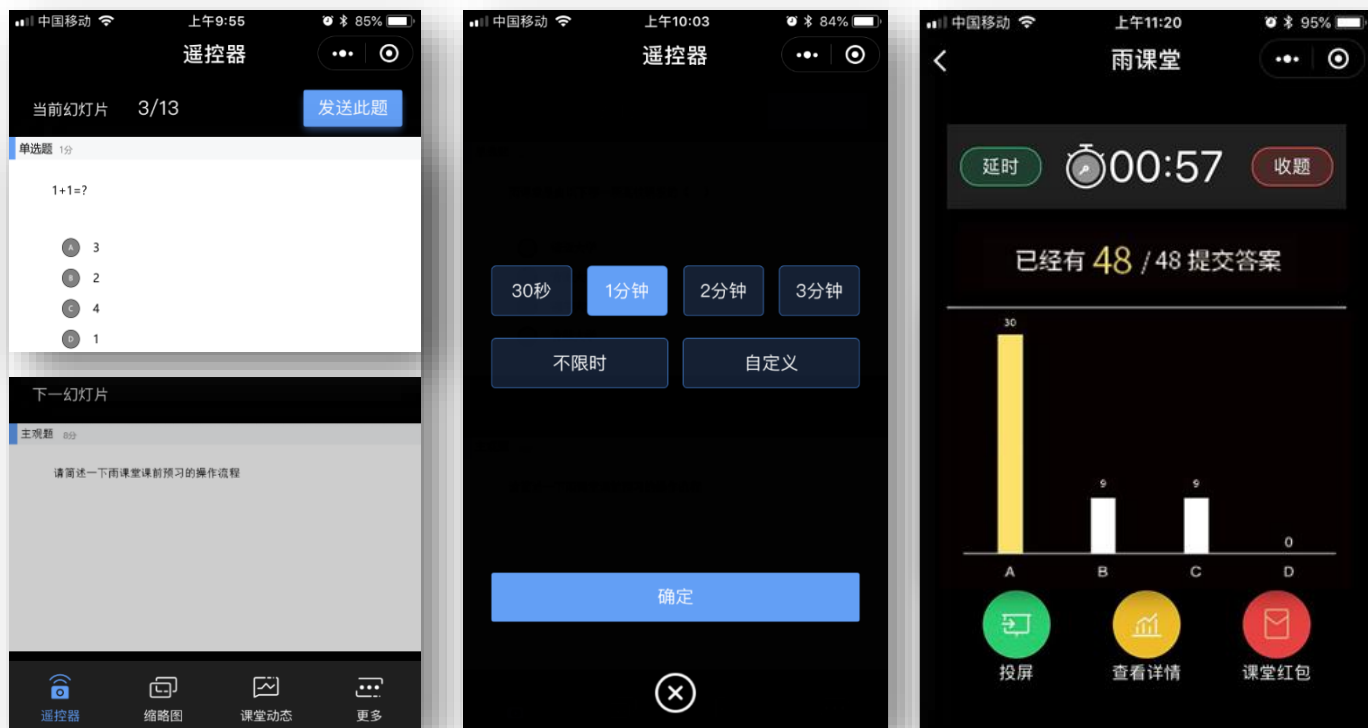 中国移动 上午9:55 85%
遥控器
当前幻灯片 3/13 发送此题
单选题 1分
1+1=?
A 3
B 2
C 4
D 1
下一幻灯片
主观题 8分
请简述一下雨课堂课前预习的操作流程
遥控器 缩略图 课堂动态 更多
中国移动 上午10:03 84%
遥控器
30秒 1分钟 2分钟 3分钟
不限时 自定义
确定
中国移动 上午11:20 95%
雨课堂
延时 00:57 收题
已经有 48 / 48 提交答案
30
9 9
0
A B C D
投屏 查看详情 课堂红包